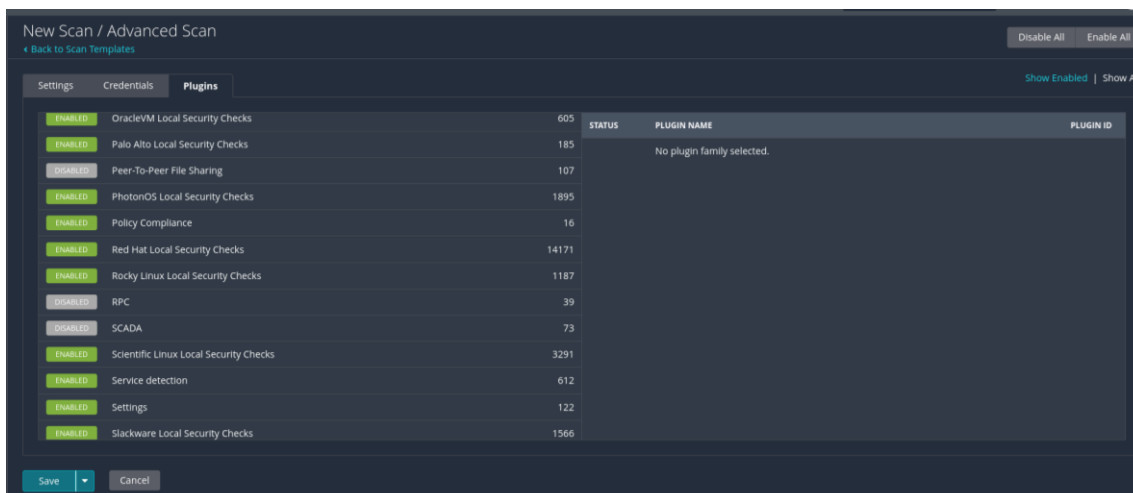 New Scan / Advanced Scan
Disable All Enable All
Back to Scan Templates
Settings Credentials Plugins Show Enabled | Show A
ENABLED OracleVM Local Security Checks 605
STATUS PLUGIN NAME PLUGIN ID
ENABLED Palo Alto Local Security Checks 185
No plugin family selected.
DISABLED Peer-To-Peer File Sharing 107
ENABLED PhotonOS Local Security Checks 1895
ENABLED Policy Compliance 16
ENABLED Red Hat Local Security Checks 14171
ENABLED Rocky Linux Local Security Checks 1187
DISABLED RPC 39
DISABLED SCADA 73
ENABLED Scientific Linux Local Security Checks 3291
ENABLED Service detection 612
ENABLED Settings 122
ENABLED Slackware Local Security Checks 1566
Save Cancel